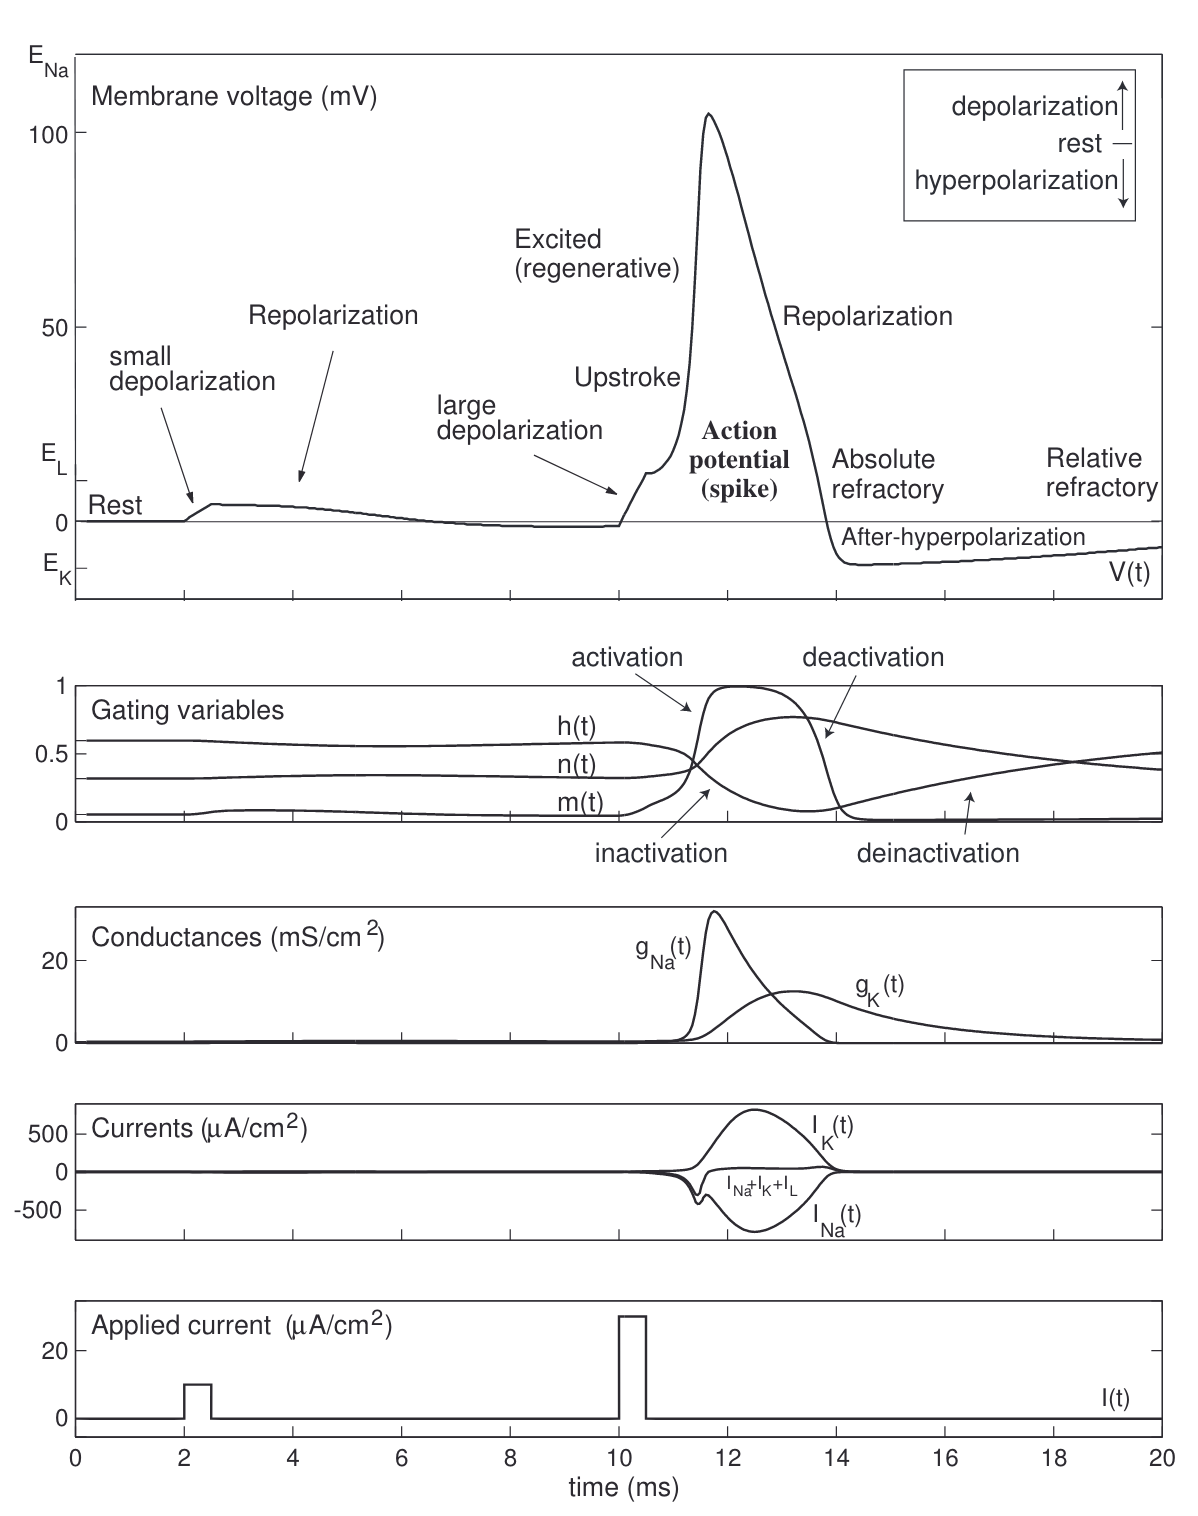 E_Na
Membrane voltage (mV)
depolarization
100
rest
hyperpolarization
Excited
(regenerative)
Repolarization
Repolarization
50
small
depolarization
Upstroke
large
depolarization
Action
potential
(spike)
E_L
Absolute
refractory
Relative
refractory
Rest
0
After-hyperpolarization
E_K
V(t)
activation
deactivation
1
Gating variables
h(t)
0.5
n(t)
m(t)
0
inactivation
deinactivation
Conductances (mS/cm²)
g_Na(t)
20
g_K(t)
0
Currents (µA/cm²)
500
I_K(t)
0
I_Na+I_K+I_L
-500
I_Na(t)
Applied current (µA/cm²)
20
I(t)
0
0 2 4 6 8 10 12 14 16 18 20
time (ms)